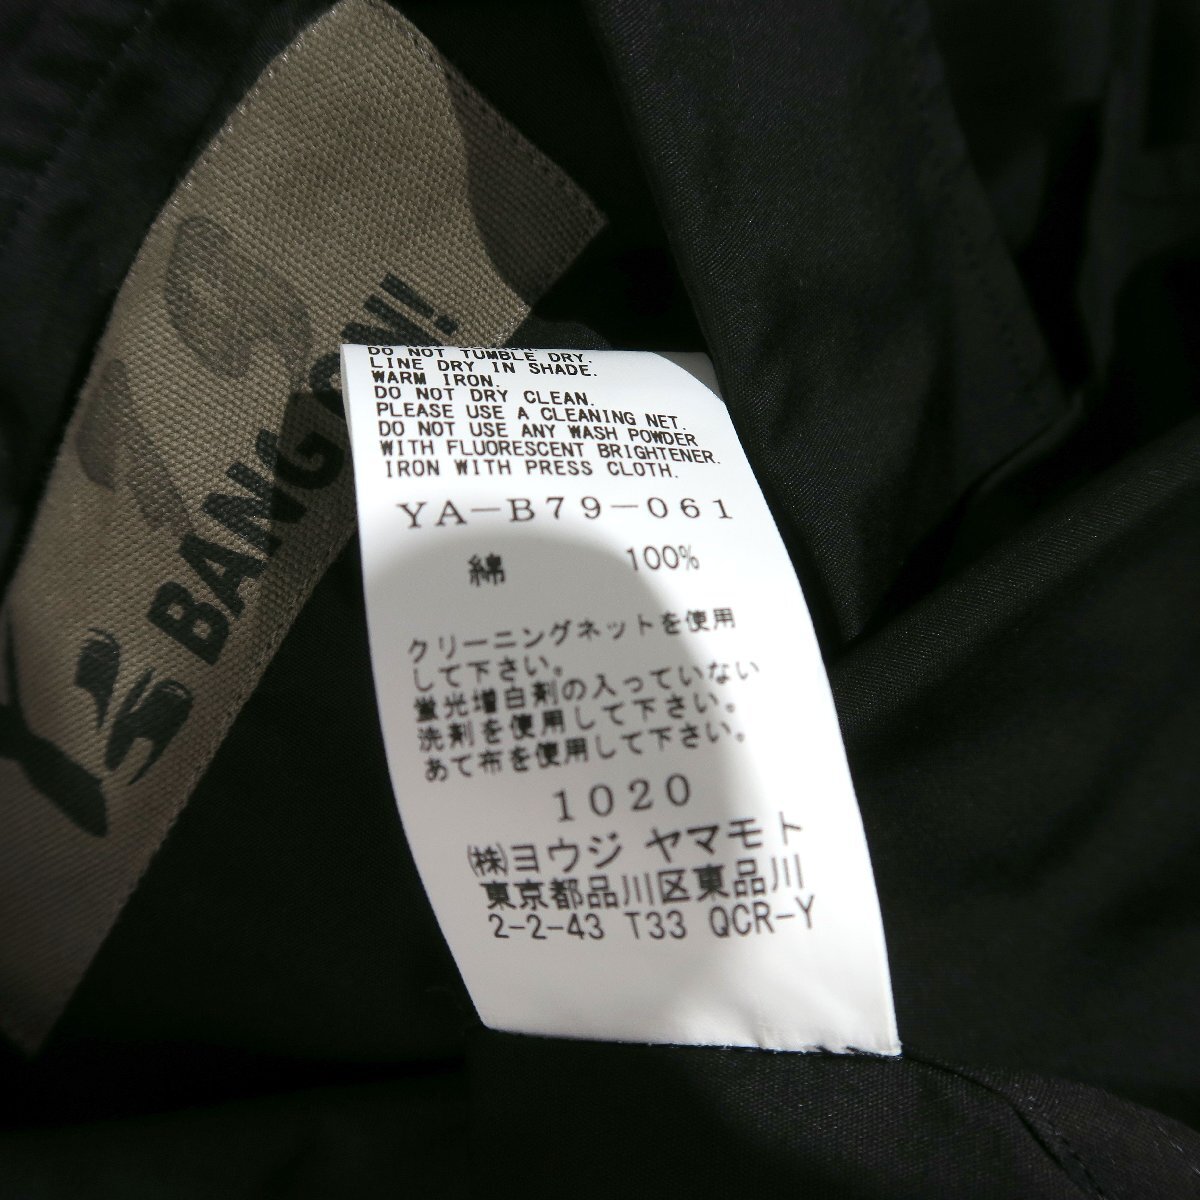 BANG ON!
DO NOT TUMBLE DRY.
LINE DRY IN SHADE.
WARM IRON.
DO NOT DRY CLEAN.
PLEASE USE A CLEANING NET.
DO NOT USE ANY WASH POWDER
WITH FLUORESCENT BRIGHTENER.
IRON WITH PRESS CLOTH.
YA-B79-061
綿 100%
クリーニングネットを使用
して下さい。
蛍光増白剤の入っていない
洗剤を使用して下さい。
あて布を使用して下さい。
1020
㈱ヨウジ ヤマモト
東京都品川区東品川
2-2-43 T33 QCR-Y